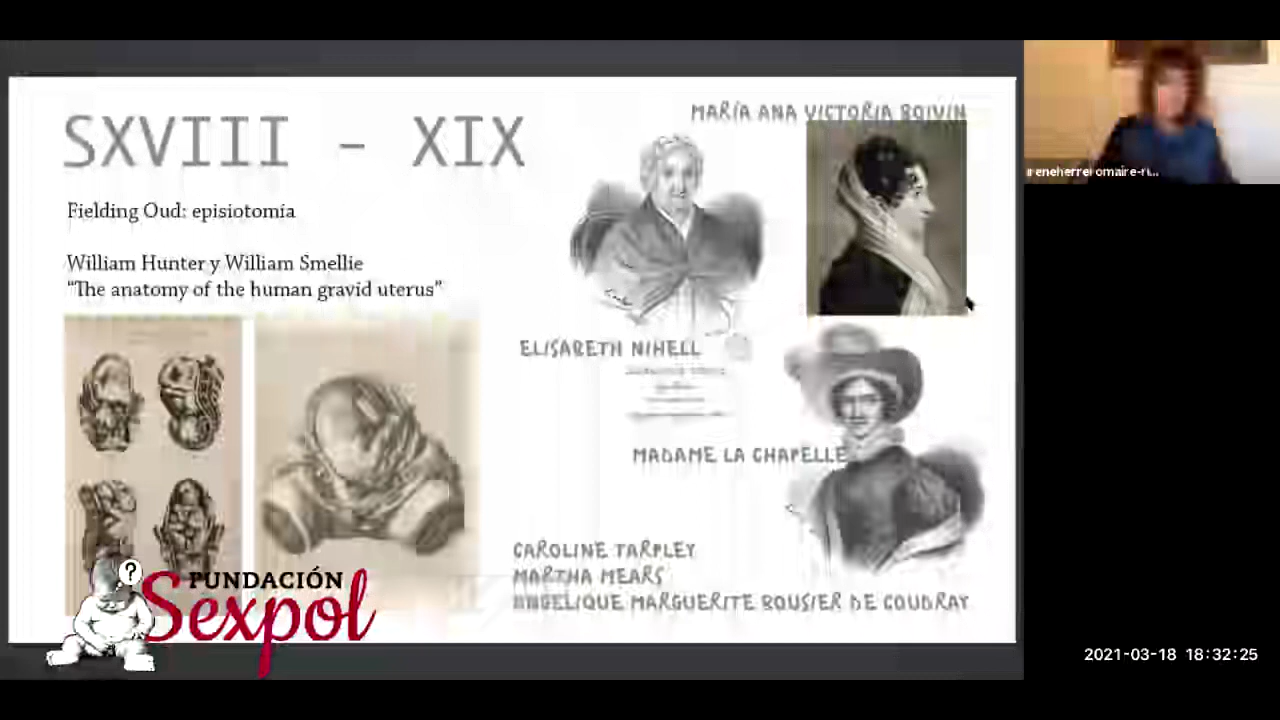 SXVIII - XIX
Fielding Oud: episiotomía
William Hunter y William Smellie
“The anatomy of the human gravid uterus”
MARÍA ANA VICTORIA BOIVIN
ELISABETH NIHELL
MADAME LA CHAPELLE
CAROLINE TARPLEY
MARTHA MEARS
ANGELIQUE MARGUERITE BOUSIER DE COUDRAY
?
FUNDACIÓN
Sexpol
2021-03-18 18:32:25